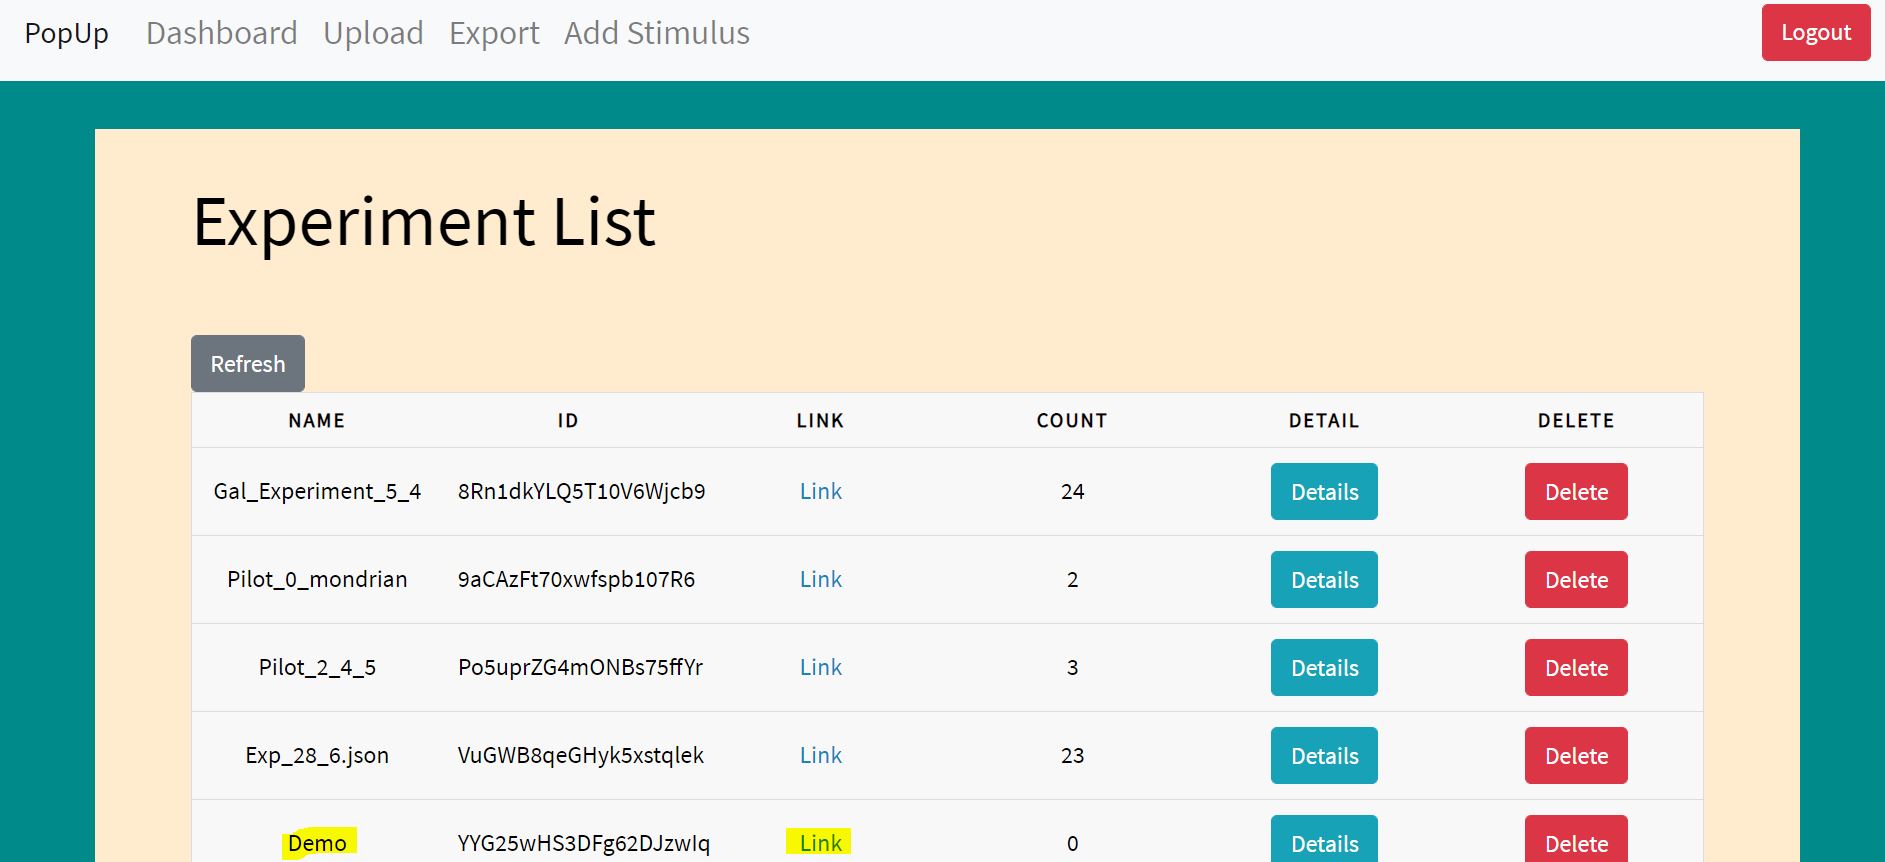 PopUp Dashboard Upload Export Add Stimulus Logout
Experiment List
Refresh
NAME ID LINK COUNT DETAIL DELETE
Gal_Experiment_5_4 8Rn1dkYLQ5T10V6Wjcb9 Link 24 Details Delete
Pilot_0_mondrian 9aCAzFt70xwfspb107R6 Link 2 Details Delete
Pilot_2_4_5 Po5uprZG4mONBs75ffYr Link 3 Details Delete
Exp_28_6.json VuGWB8qeGHyk5xstqlek Link 23 Details Delete
Demo YYG25wHS3DFg62DJzwIq Link 0 Details Delete